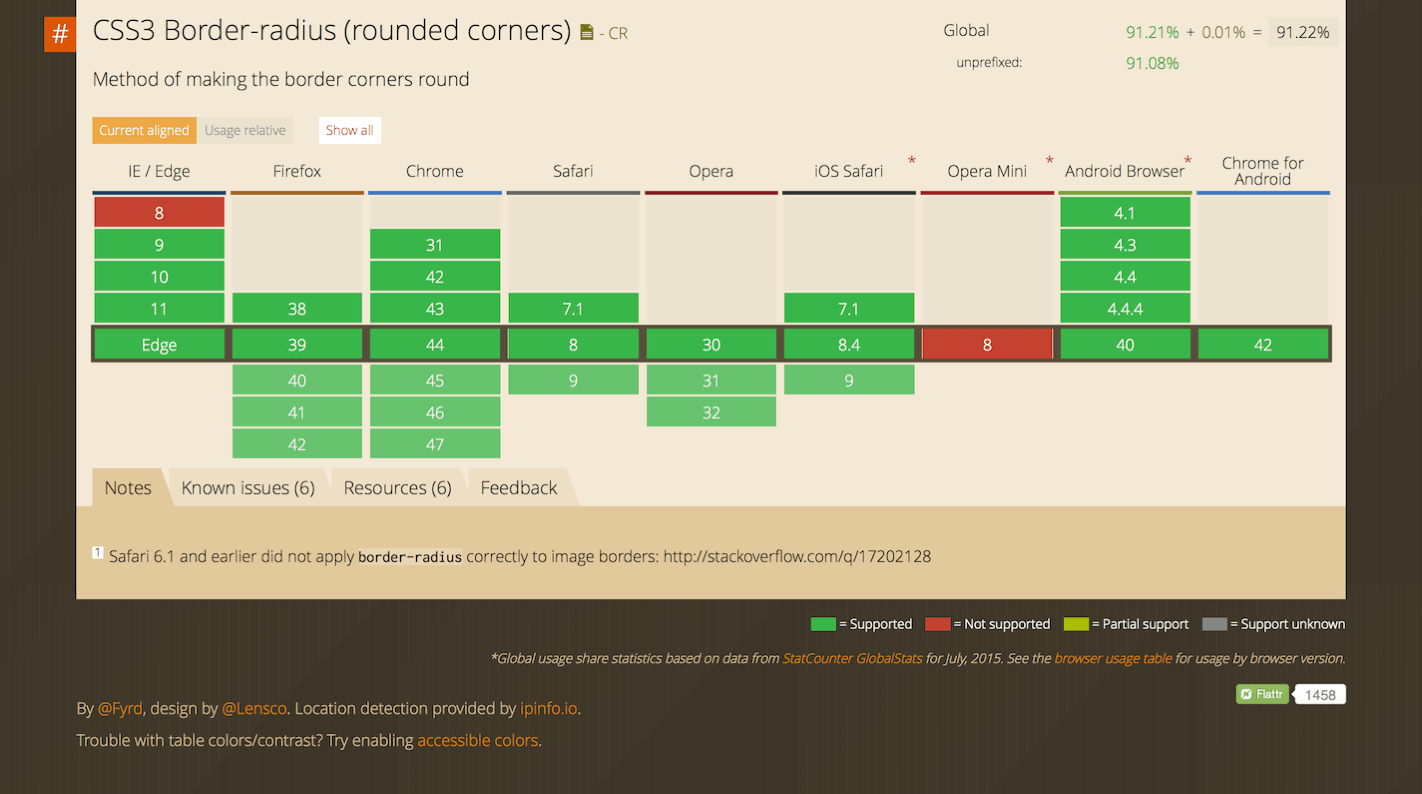 #
CSS3 Border-radius (rounded corners) - CR
Global 91.21% + 0.01% = 91.22%
unprefixed: 91.08%
Method of making the border corners round
Current aligned Usage relative Show all
IE / Edge Firefox Chrome Safari Opera iOS Safari * Opera Mini * Android Browser * Chrome for Android
8 4.1
9 31 4.3
10 42 4.4
11 38 43 7.1 7.1 4.4.4
Edge 39 44 8 30 8.4 8 40 42
40 45 9 31 9
41 46 32
42 47
Notes Known issues (6) Resources (6) Feedback
1 Safari 6.1 and earlier did not apply border-radius correctly to image borders: http://stackoverflow.com/q/17202128
= Supported = Not supported = Partial support = Support unknown
*Global usage share statistics based on data from StatCounter GlobalStats for July, 2015. See the browser usage table for usage by browser version.
Flattr 1458
By @Fyrd, design by @Lensco. Location detection provided by ipinfo.io.
Trouble with table colors/contrast? Try enabling accessible colors.